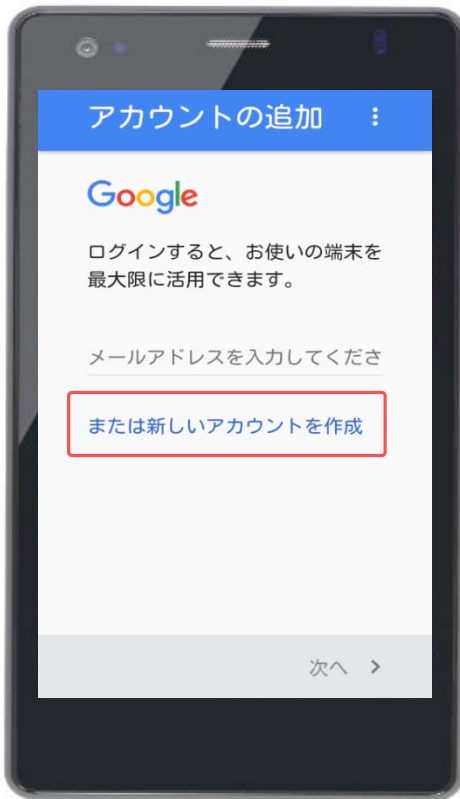 アカウントの追加
Google
ログインすると、お使いの端末を
最大限に活用できます。
メールアドレスを入力してくださ
または新しいアカウントを作成
次へ